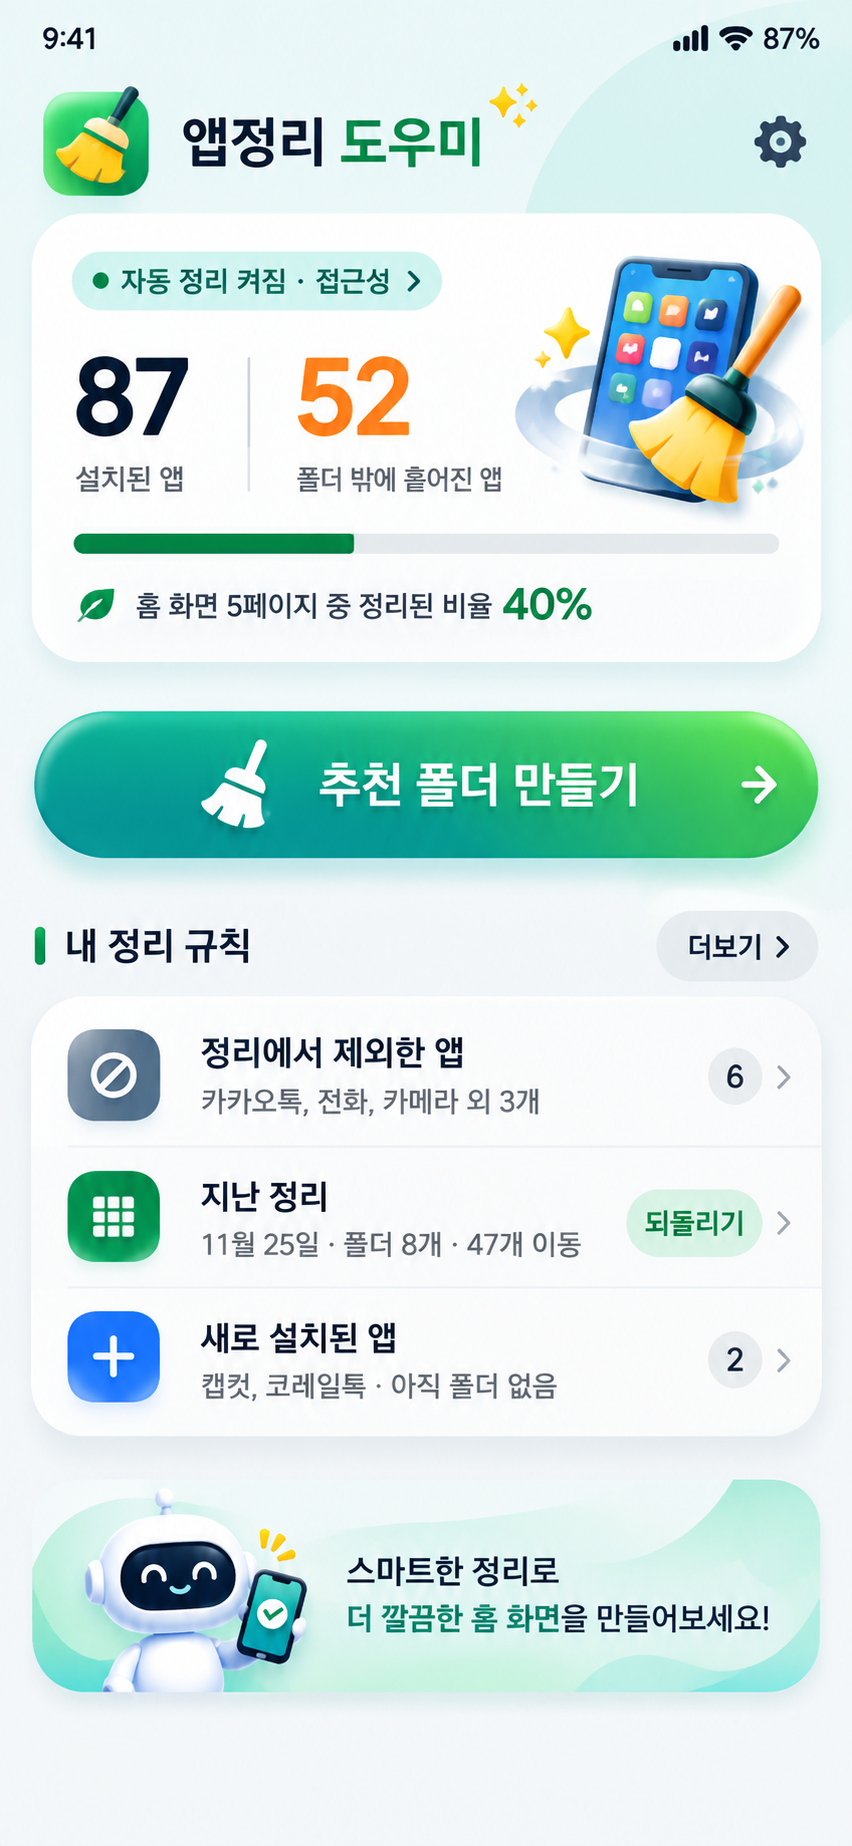 9:41
87%
앱정리 도우미
자동 정리 켜짐 · 접근성
87
설치된 앱
52
폴더 밖에 흩어진 앱
홈 화면 5페이지 중 정리된 비율 40%
추천 폴더 만들기
내 정리 규칙
더보기
정리에서 제외한 앱
카카오톡, 전화, 카메라 외 3개
6
지난 정리
11월 25일 · 폴더 8개 · 47개 이동
되돌리기
새로 설치된 앱
캡컷, 코레일톡 · 아직 폴더 없음
2
스마트한 정리로
더 깔끔한 홈 화면을 만들어보세요!